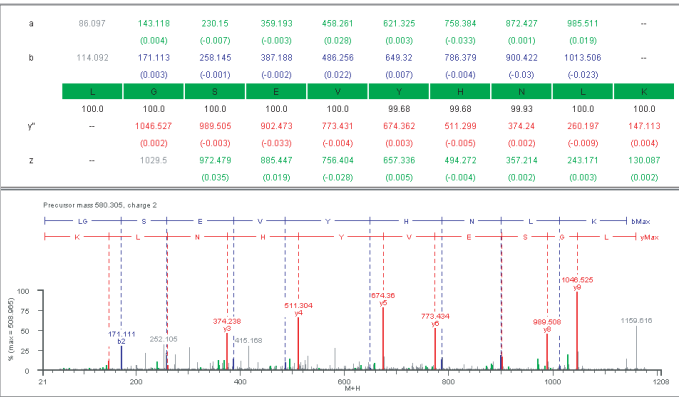 a 86.097 143.118 230.15 359.193 458.261 621.325 758.384 872.427 985.511 --
(0.004) (-0.007) (-0.003) (0.028) (0.003) (-0.033) (0.001) (0.019)
b 114.092 171.113 258.145 387.188 486.256 649.32 786.379 900.422 1013.506 --
(0.003) (-0.001) (-0.002) (0.022) (0.007) (-0.004) (-0.03) (-0.023)
L G S E V Y H N L K
100.0 100.0 100.0 100.0 100.0 99.68 99.68 99.93 100.0 100.0
y" -- 1046.527 989.505 902.473 773.431 674.362 511.299 374.24 260.197 147.113
(0.002) (-0.003) (-0.033) (-0.004) (0.003) (-0.005) (0.002) (-0.009) (0.004)
z -- 1029.5 972.479 885.447 756.404 657.336 494.272 357.214 243.171 130.087
(0.035) (0.019) (-0.028) (0.005) (-0.004) (0.002) (0.003) (0.002)
Precursor mass 580.305, charge 2
LG S E V Y H N L K bMax
K L N H Y V E S G L yMax
1046.525
y9
100
674.36
y5
511.304
y4
1159.616
75
374.238
y3
773.434
y6
989.508
y8
50
171.111
b2
252.105
415.168
25
0
% (max = 508.965)
21 200 400 600 800 1000 1208
M+H